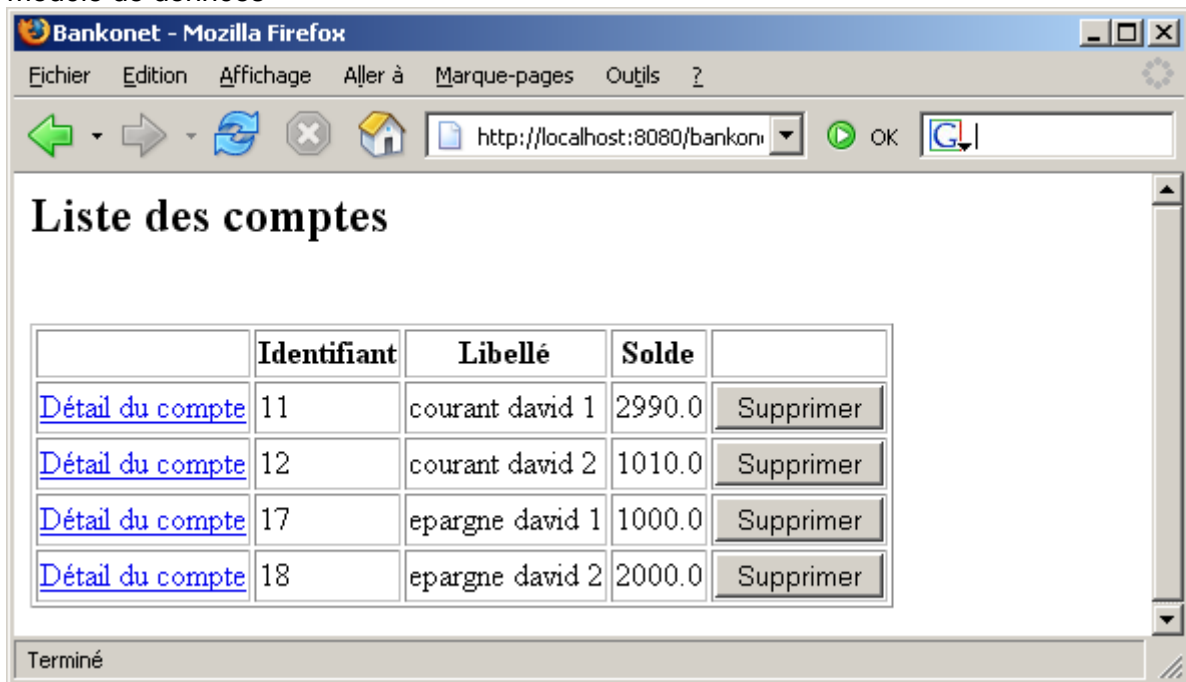 modèle de données
Bankonet - Mozilla Firefox
Fichier Edition Affichage Aller à Marque-pages Outils ?
http://localhost:8080/bankon OK G
Liste des comptes
Identifiant Libellé Solde
Détail du compte 11 courant david 1 2990.0 Supprimer
Détail du compte 12 courant david 2 1010.0 Supprimer
Détail du compte 17 epargne david 1 1000.0 Supprimer
Détail du compte 18 epargne david 2 2000.0 Supprimer
Terminé